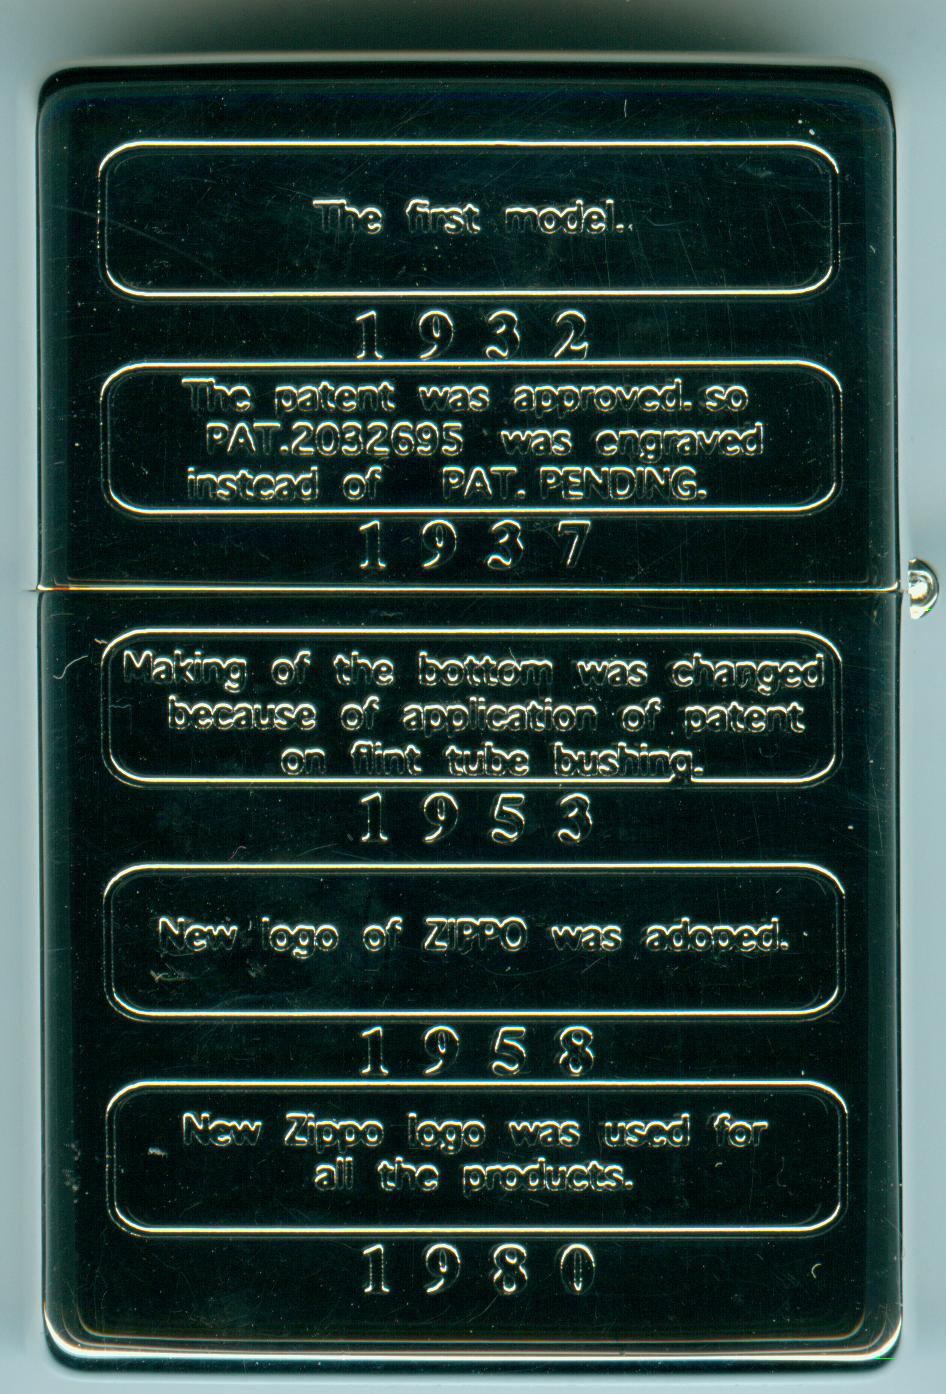 The first model.
1932
The patent was approved. so
PAT.2032695 was engraved
instead of PAT. PENDING.
1937
Making of the bottom was changed
because of application of patent
on flint tube bushing.
1953
New logo of ZIPPO was adoped.
1958
New Zippo logo was used for
all the products.
1980